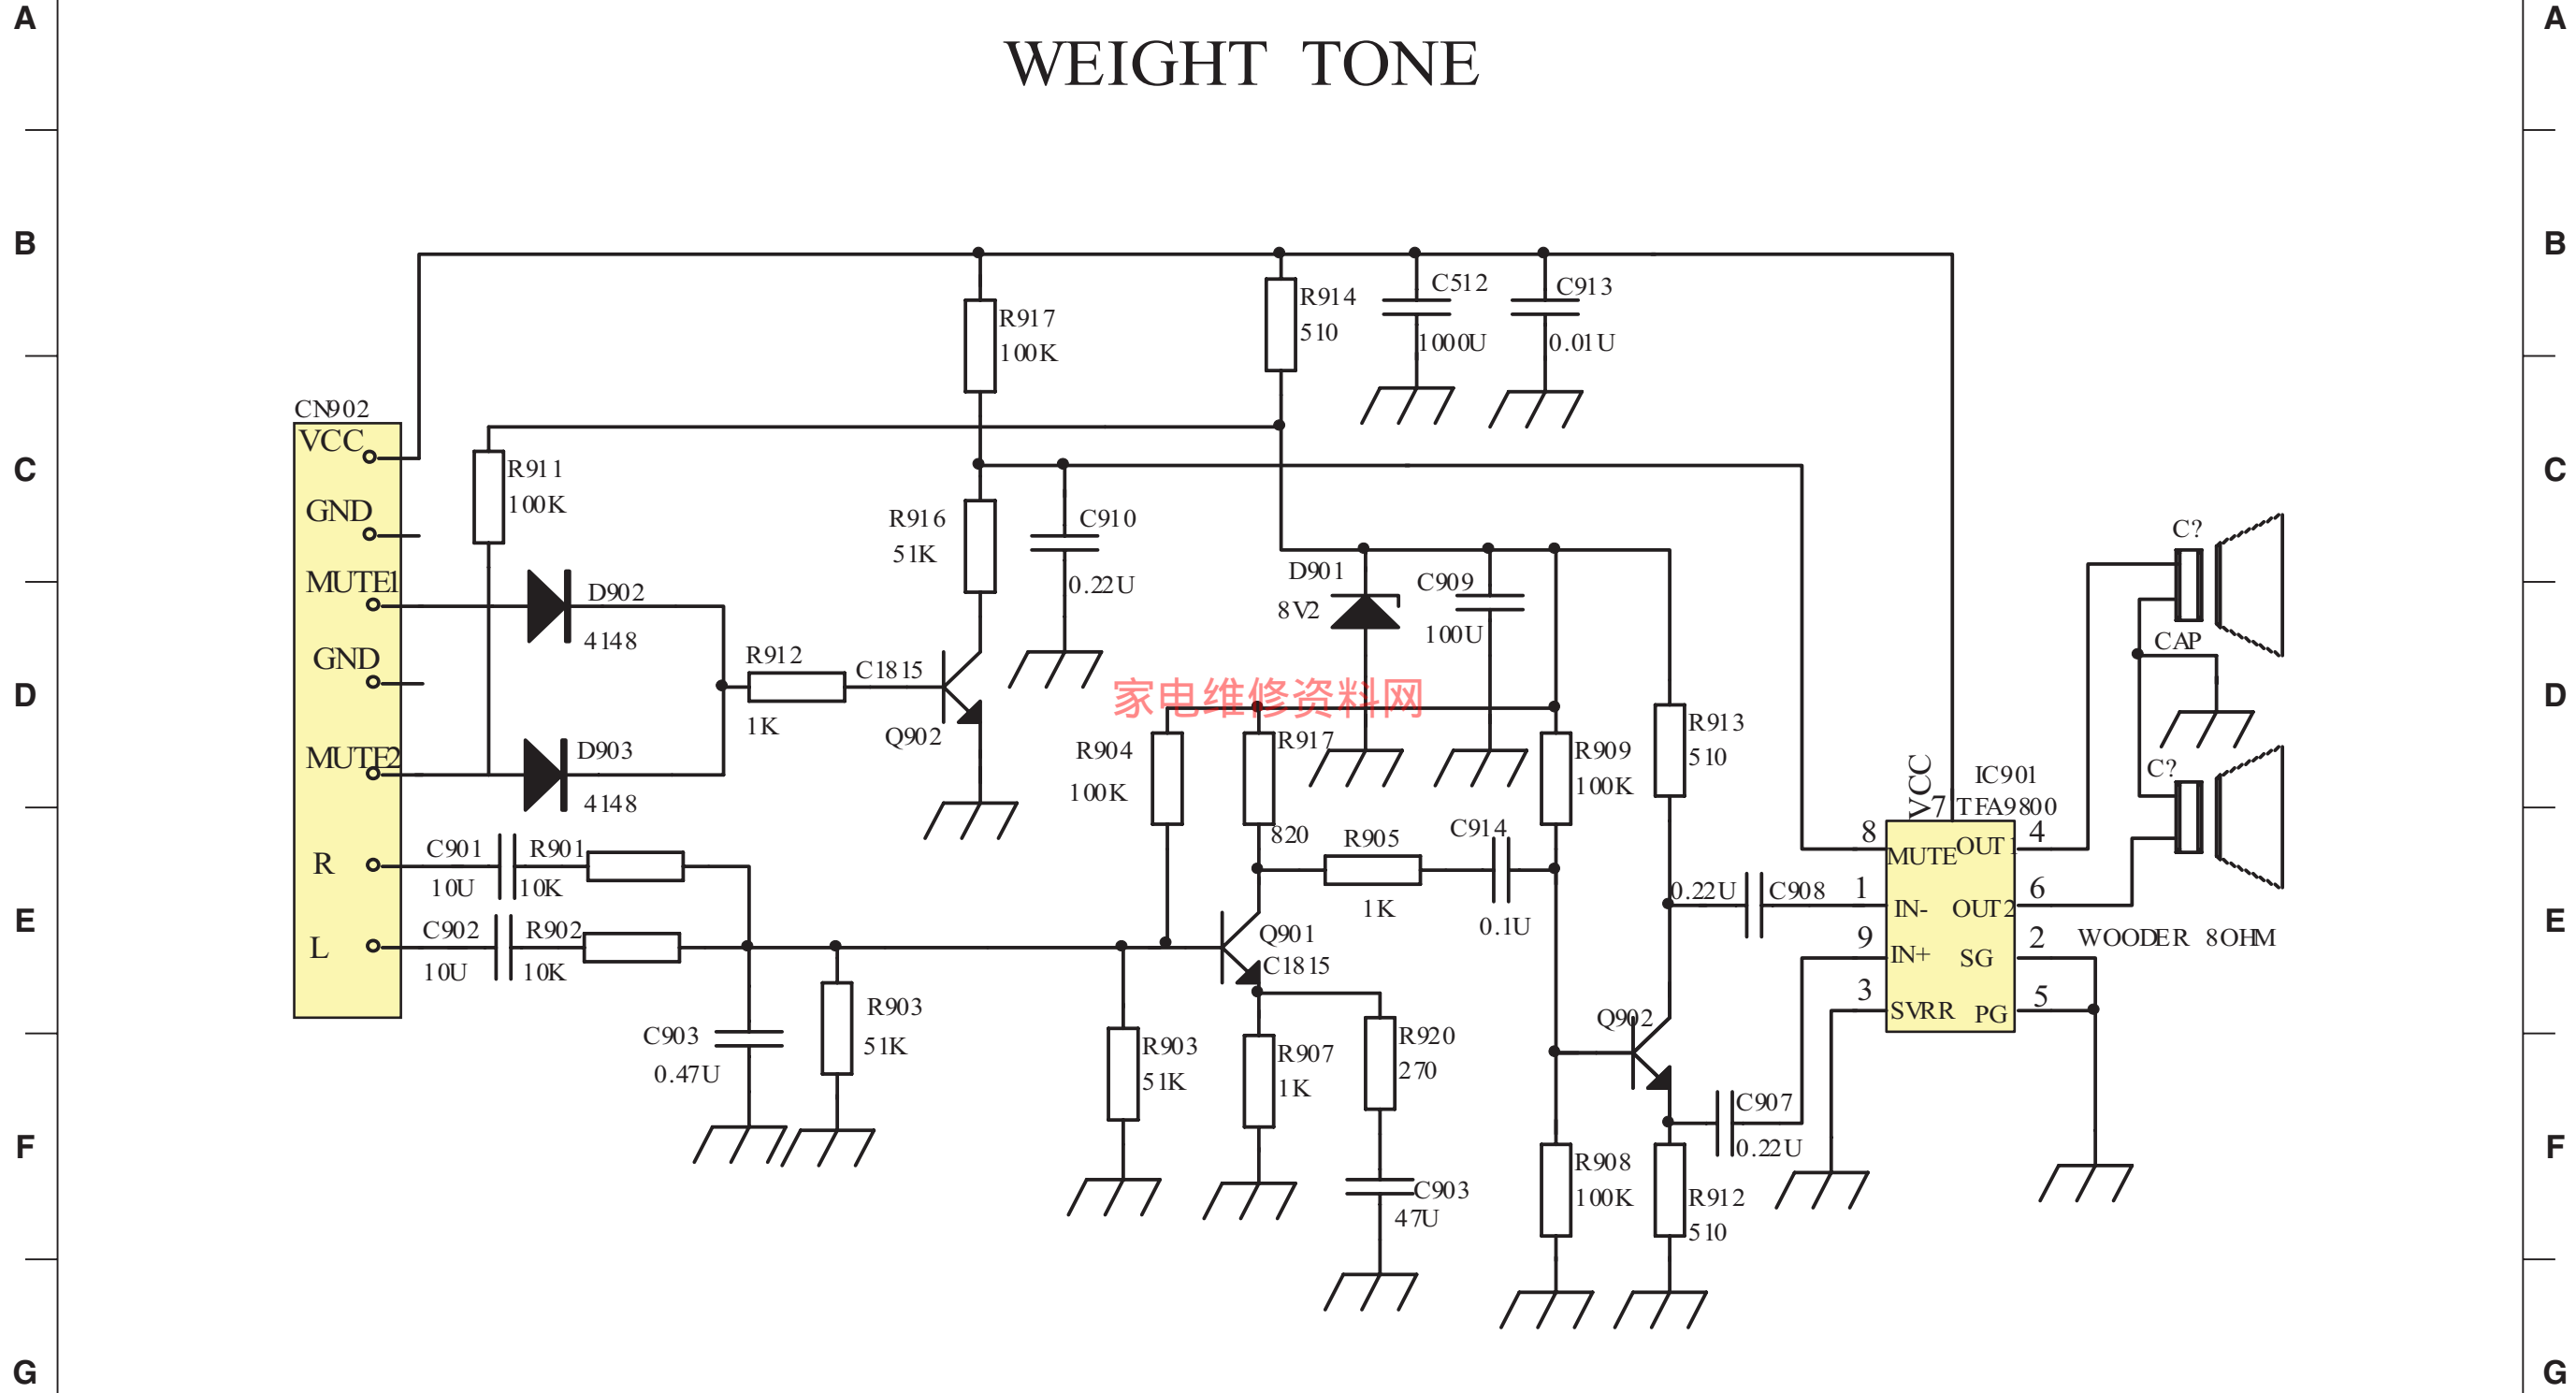 A
A
WEIGHT TONE
B
B
C512
C913
R914
510
R917
100K
1000U
0.01U
CN902
VCC
C
C
R911
100K
GND
R916
51K
C910
C?
MUTE1
D902
0.22U
D901
8V2
C909
100U
4148
CAP
GND
R912
C1815
D
D
家电维修资料网
1K
Q902
R913
510
MUTE2
D903
R904
100K
R917
R909
100K
VCC
7
IC901
TFA9800
C?
4148
820
R905
C914
8
MUTE
OUT1
4
C901
R901
R
10U
10K
1K
0.1U
0.22U
C908
1
IN-
OUT2
6
E
E
C902
R902
L
10U
10K
Q901
C1815
9
IN+
SG
2
WOODER 8OHM
R903
51K
3
SVRR
PG
5
C903
0.47U
Q902
R903
51K
R907
1K
R920
270
C907
0.22U
F
F
R908
100K
C903
47U
R912
510
G
G